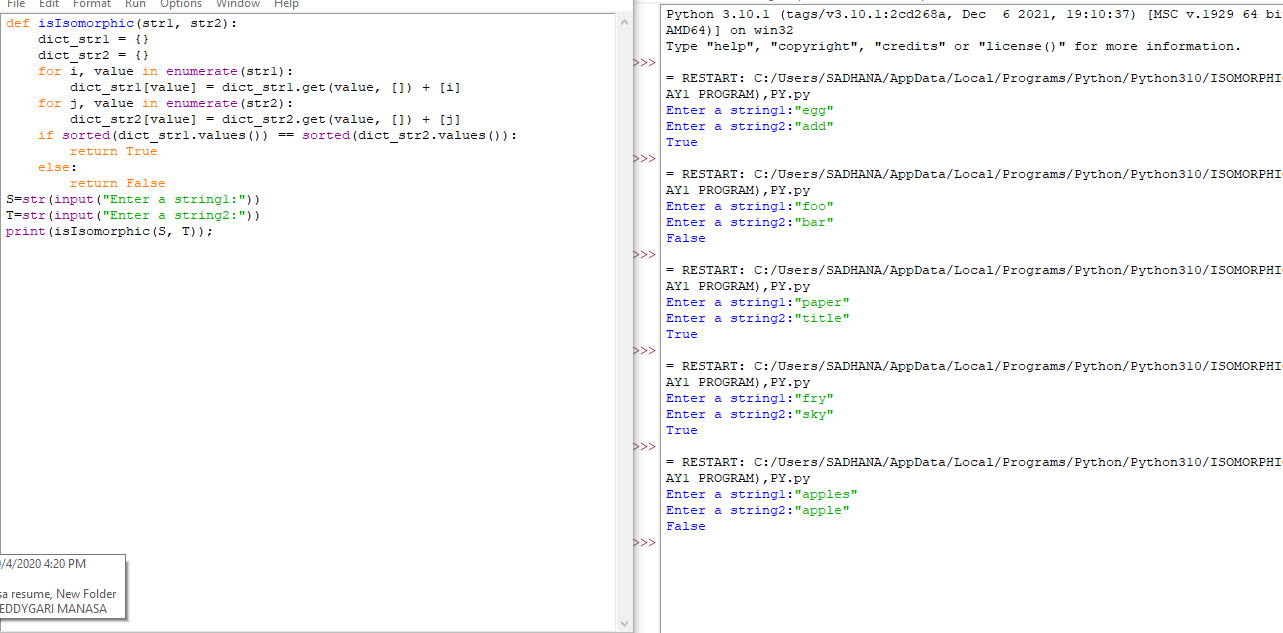 File Edit Format Run Options Window Help
def isIsomorphic(str1, str2):
    dict_str1 = {}
    dict_str2 = {}
    for i, value in enumerate(str1):
        dict_str1[value] = dict_str1.get(value, []) + [i]
    for j, value in enumerate(str2):
        dict_str2[value] = dict_str2.get(value, []) + [j]
    if sorted(dict_str1.values()) == sorted(dict_str2.values()):
        return True
    else:
        return False
S=str(input("Enter a string1:"))
T=str(input("Enter a string2:"))
print(isIsomorphic(S, T));
/4/2020 4:20 PM
sa resume, New Folder
EDDYGARI MANASA
Python 3.10.1 (tags/v3.10.1:2cd268a, Dec  6 2021, 19:10:37) [MSC v.1929 64 bi
AMD64)] on win32
Type "help", "copyright", "credits" or "license()" for more information.
>>>
= RESTART: C:/Users/SADHANA/AppData/Local/Programs/Python/Python310/ISOMORPHI
AY1 PROGRAM),PY.py
Enter a string1:"egg"
Enter a string2:"add"
True
>>>
= RESTART: C:/Users/SADHANA/AppData/Local/Programs/Python/Python310/ISOMORPHI
AY1 PROGRAM),PY.py
Enter a string1:"foo"
Enter a string2:"bar"
False
>>>
= RESTART: C:/Users/SADHANA/AppData/Local/Programs/Python/Python310/ISOMORPHI
AY1 PROGRAM),PY.py
Enter a string1:"paper"
Enter a string2:"title"
True
>>>
= RESTART: C:/Users/SADHANA/AppData/Local/Programs/Python/Python310/ISOMORPHI
AY1 PROGRAM),PY.py
Enter a string1:"fry"
Enter a string2:"sky"
True
>>>
= RESTART: C:/Users/SADHANA/AppData/Local/Programs/Python/Python310/ISOMORPHI
AY1 PROGRAM),PY.py
Enter a string1:"apples"
Enter a string2:"apple"
False
>>>